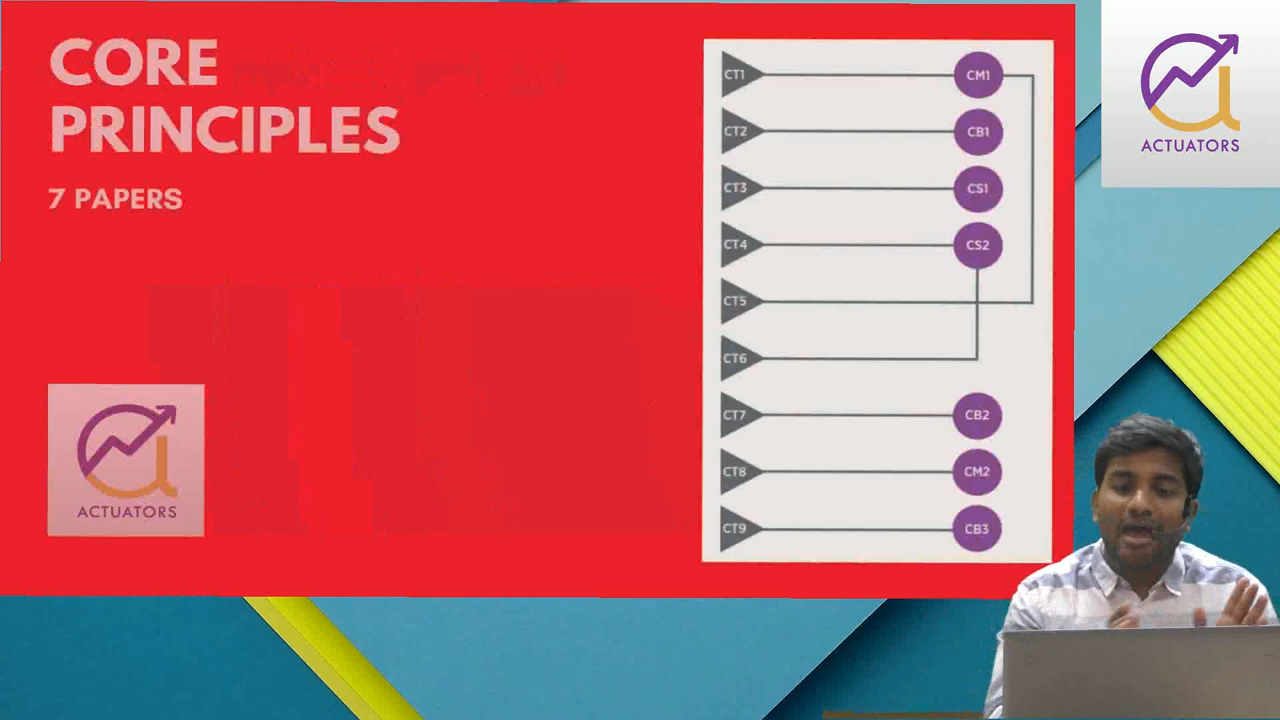 CORE
PRINCIPLES
7 PAPERS
ACTUATORS
CT1 CM1
CT2 CB1
CT3 CS1
CT4 CS2
CT5
CT6
CT7 CB2
CT8 CM2
CT9 CB3
ACTUATORS